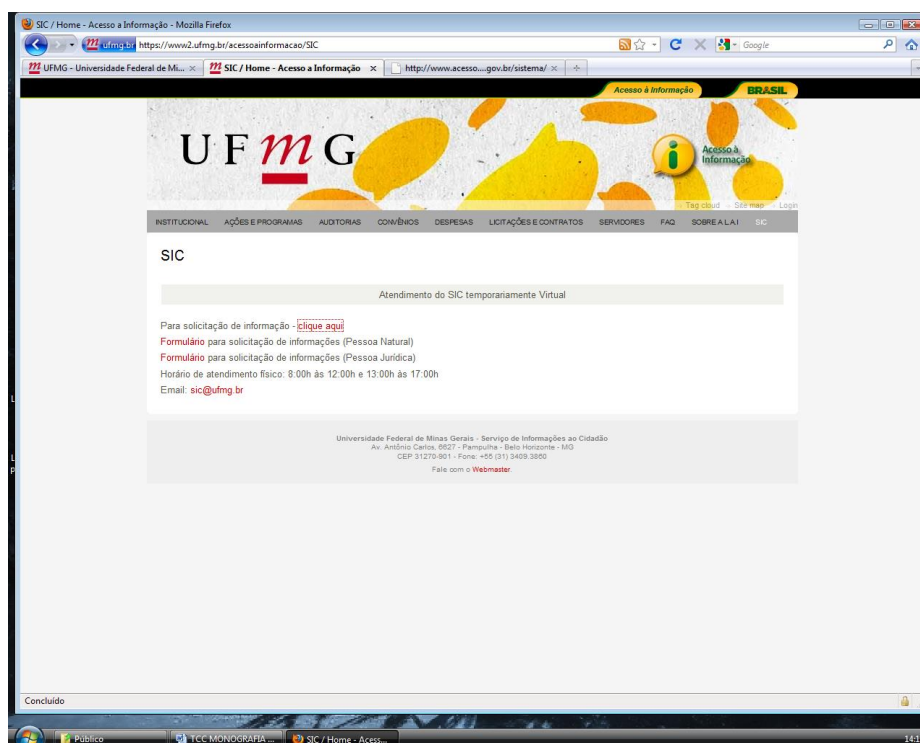 SIC / Home - Acesso a Informação - Mozilla Firefox
ufmg.br https://www2.ufmg.br/acessoainformacao/SIC
Google
UFMG - Universidade Federal de Mi...
SIC / Home - Acesso a Informação
http://www.acesso....gov.br/sistema/
Acesso à Informação
BRASIL
UFmG
Acesso à
Informação
Tag cloud
Site map
Login
INSTITUCIONAL AÇÕES E PROGRAMAS AUDITORIAS CONVÊNIOS DESPESAS LICITAÇÕES E CONTRATOS SERVIDORES FAQ SOBRE A L.A.I SIC
SIC
Atendimento do SIC temporariamente Virtual
Para solicitação de informação - clique aqui
Formulário para solicitação de informações (Pessoa Natural)
Formulário para solicitação de informações (Pessoa Jurídica)
Horário de atendimento físico: 8:00h às 12:00h e 13:00h às 17:00h
Email: sic@ufmg.br
Universidade Federal de Minas Gerais - Serviço de Informações ao Cidadão
Av. Antônio Carlos, 6627 - Pampulha - Belo Horizonte - MG
CEP 31270-901 - Fone: +55 (31) 3409.3860
Fale com o Webmaster.
Concluído
Público
TCC MONOGRAFIA ...
SIC / Home - Acess...